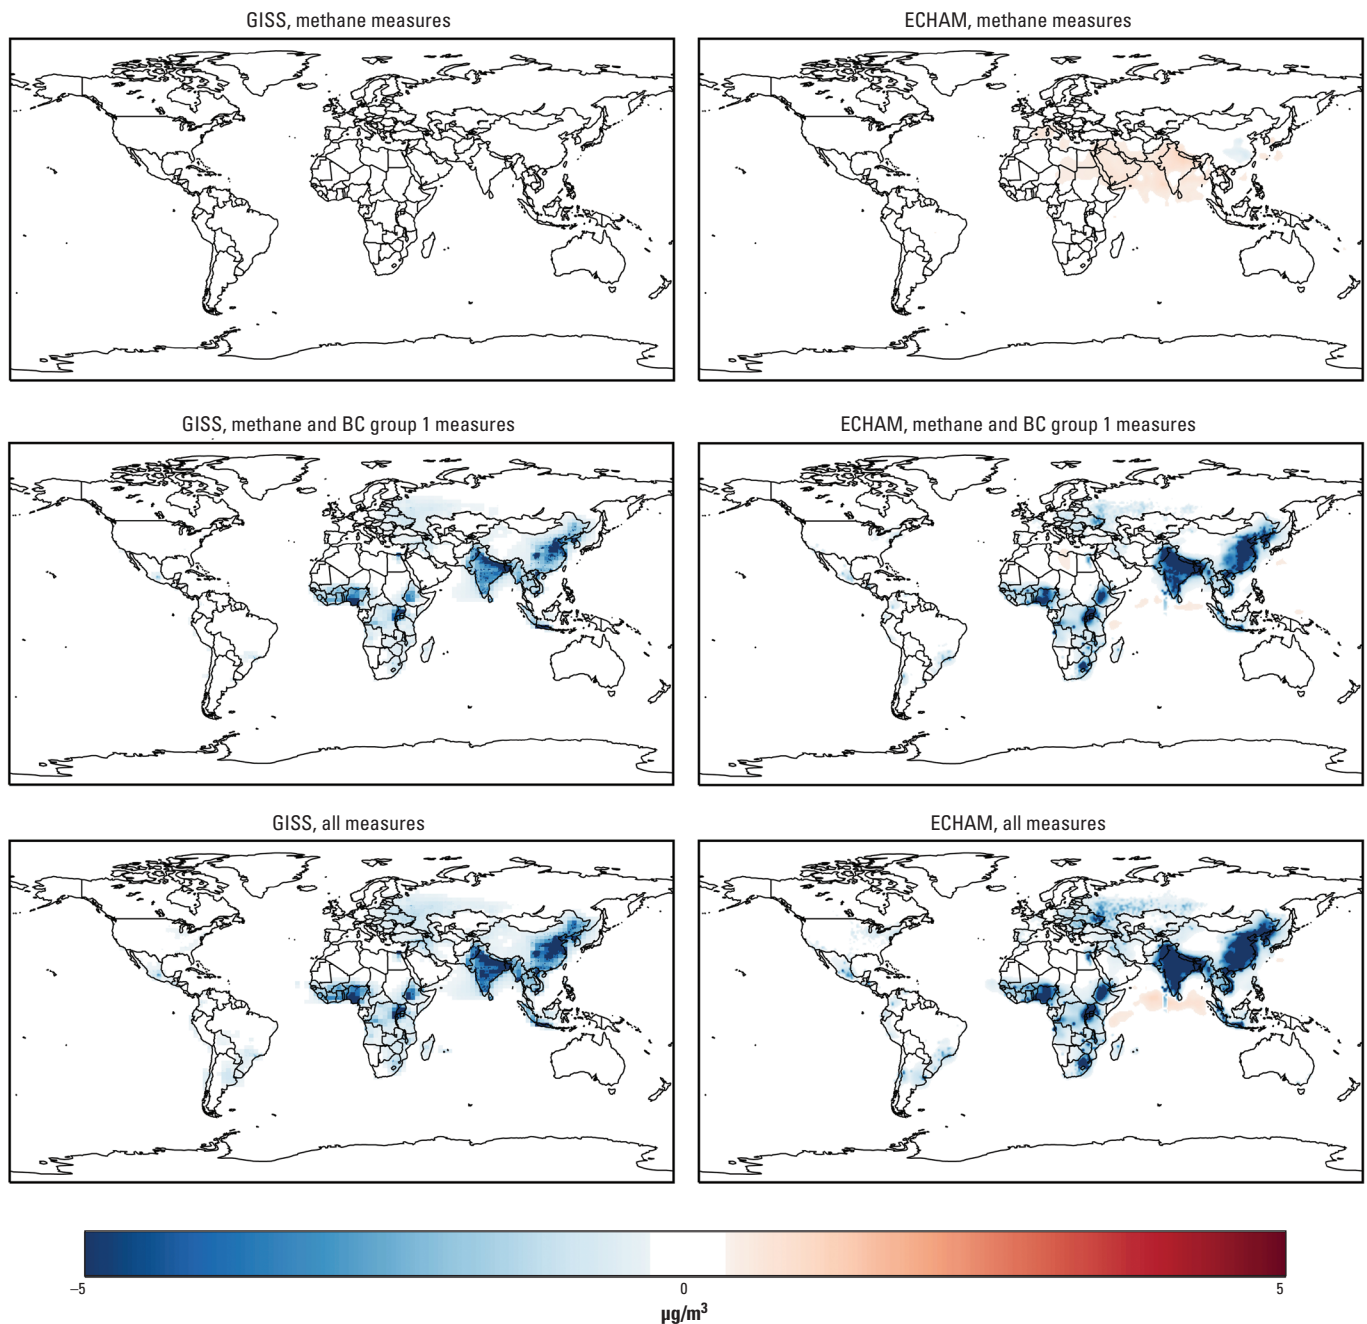 GISS, methane measures
ECHAM, methane measures
GISS, methane and BC group 1 measures
ECHAM, methane and BC group 1 measures
GISS, all measures
ECHAM, all measures
–5
0
5
µg/m³